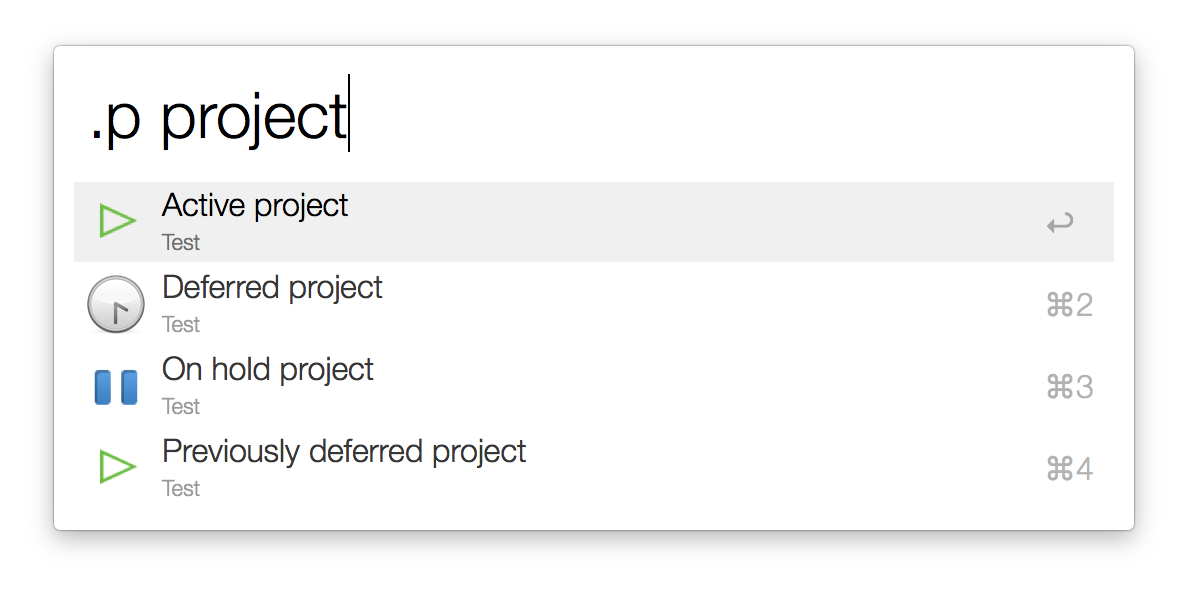 .p project
Active project
Test
↩
Deferred project
Test
⌘2
On hold project
Test
⌘3
Previously deferred project
Test
⌘4